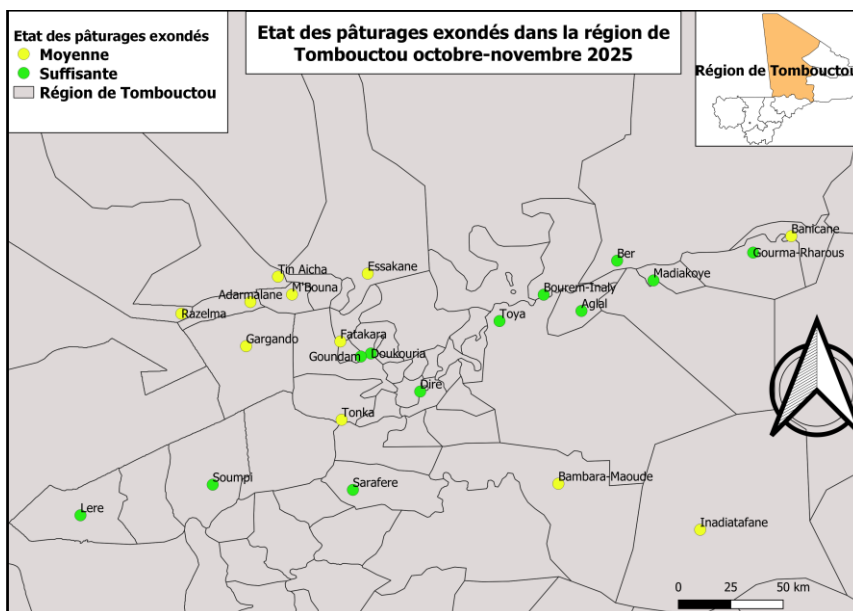 Etat des pâturages exondés dans la région de
Tombouctou octobre-novembre 2025
Etat des pâturages exondés
Moyenne
Suffisante
Région de Tombouctou
Région de Tombouctou
Banicane
Gourma-Rharous
Ber
Madiakoye
Essakane
Tin Aicha
M'Bouna
Adarmalane
Razelma
Bourem-Inaly
Aglal
Toya
Gargando
Fatakara
Goundam
Doukouria
Dire
Tonka
Soumpi
Sarafere
Bambara-Maoude
Lere
Inadiatafane
0 25 50 km